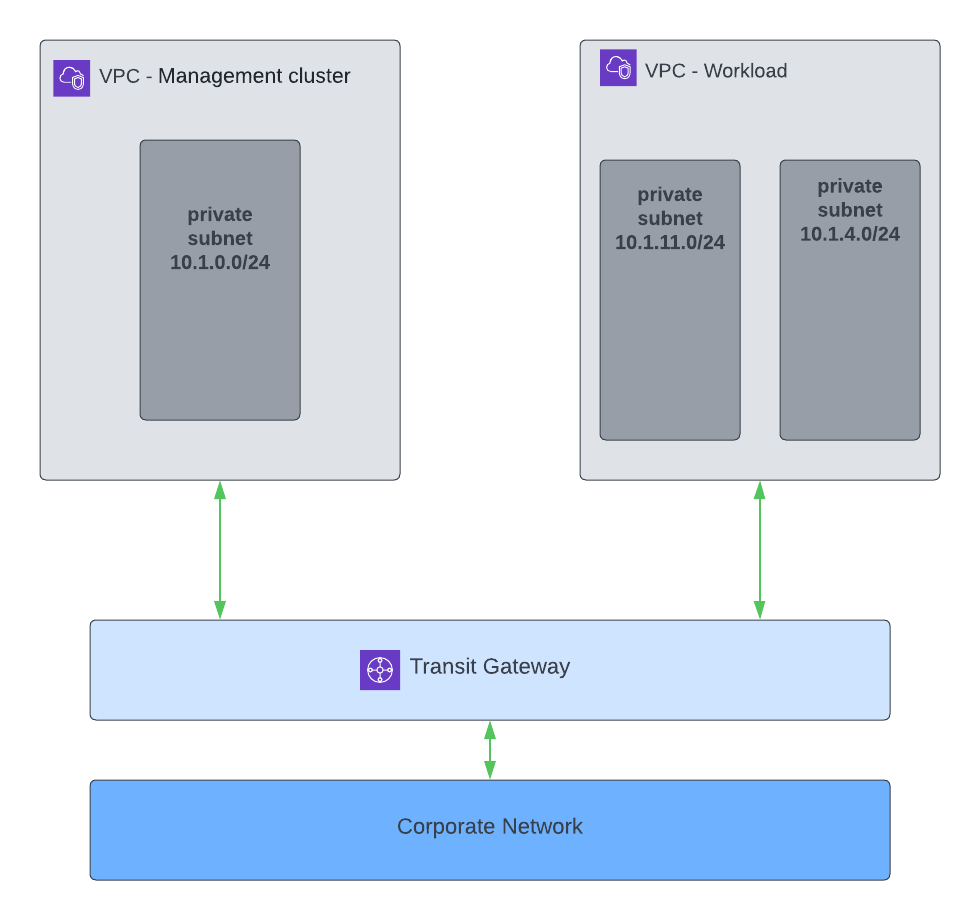 VPC - Management cluster
private
subnet
10.1.0.0/24
VPC - Workload
private
subnet
10.1.11.0/24
private
subnet
10.1.4.0/24
Transit Gateway
Corporate Network